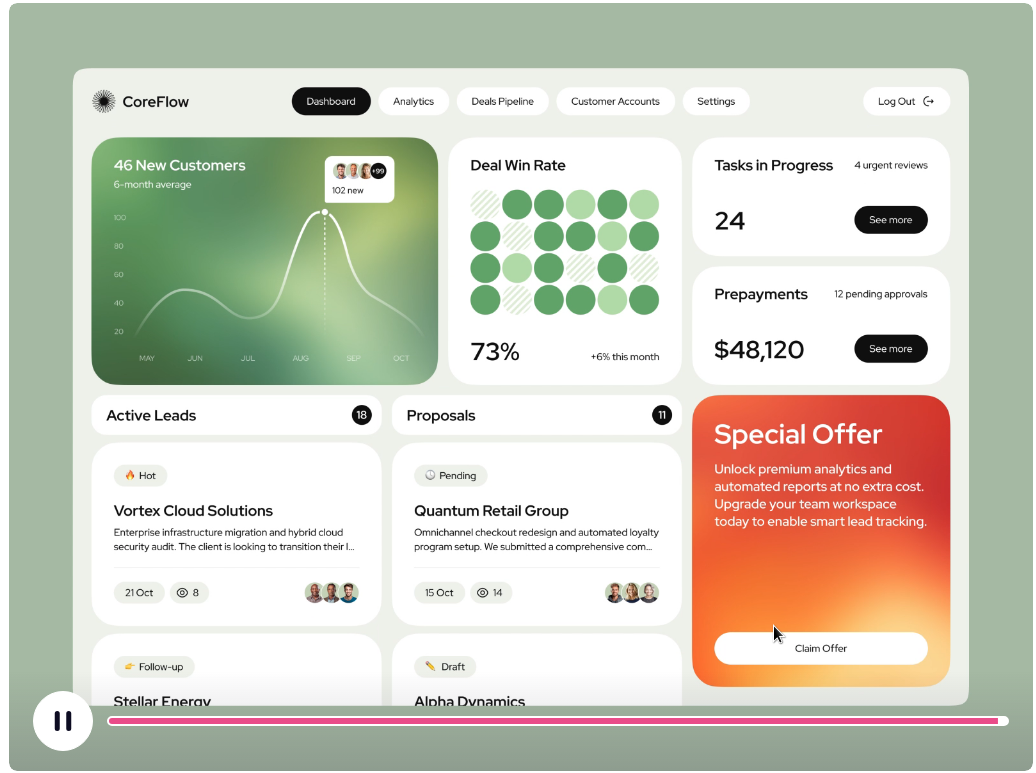 CoreFlow
Dashboard
Analytics
Deals Pipeline
Customer Accounts
Settings
Log Out
46 New Customers
6-month average
+99
102 new
100
80
60
40
20
MAY
JUN
JUL
AUG
SEP
OCT
Deal Win Rate
73%
+6% this month
Tasks in Progress
4 urgent reviews
24
See more
Prepayments
12 pending approvals
$48,120
See more
Active Leads
18
Hot
Vortex Cloud Solutions
Enterprise infrastructure migration and hybrid cloud
security audit. The client is looking to transition their l...
21 Oct
8
Follow-up
Stellar Energy
Proposals
11
Pending
Quantum Retail Group
Omnichannel checkout redesign and automated loyalty
program setup. We submitted a comprehensive com...
15 Oct
14
Draft
Alpha Dynamics
Special Offer
Unlock premium analytics and
automated reports at no extra cost.
Upgrade your team workspace
today to enable smart lead tracking.
Claim Offer